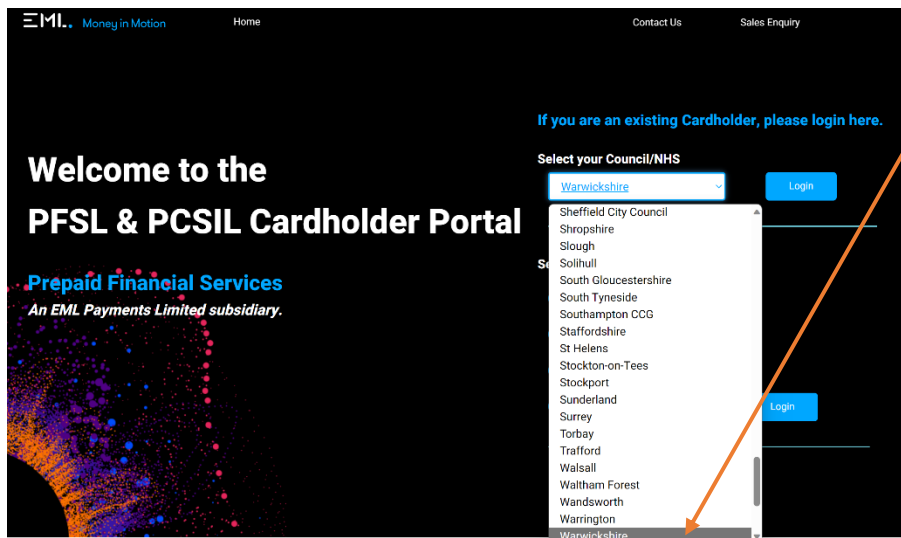 EML. Money in Motion
Home
Contact Us
Sales Enquiry
If you are an existing Cardholder, please login here.
Welcome to the
PFSL & PCSIL Cardholder Portal
Prepaid Financial Services
An EML Payments Limited subsidiary.
Select your Council/NHS
Warwickshire
Login
Sheffield City Council
Shropshire
Slough
Solihull
South Gloucestershire
South Tyneside
Southampton CCG
Staffordshire
St Helens
Stockton-on-Tees
Stockport
Sunderland
Surrey
Torbay
Trafford
Walsall
Waltham Forest
Wandsworth
Warrington
Warwickshire
Se
Login